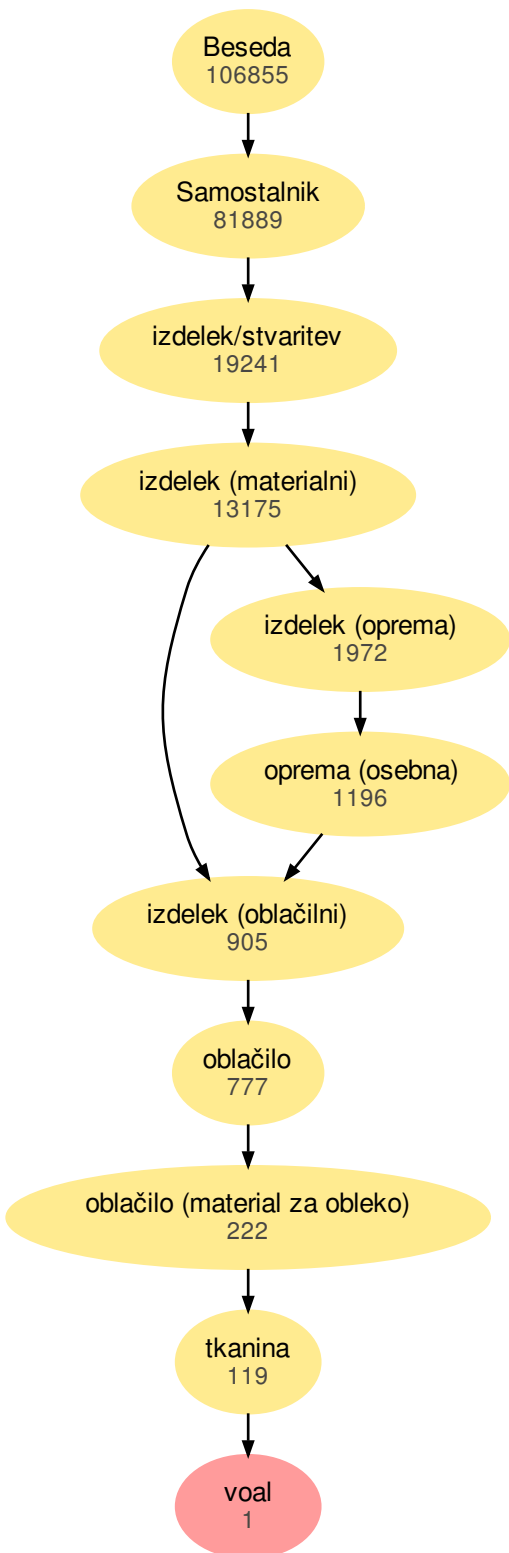 Beseda
106855
Samostalnik
81889
izdelek/stvaritev
19241
izdelek (materialni)
13175
izdelek (oprema)
1972
oprema (osebna)
1196
izdelek (oblačilni)
905
oblačilo
777
oblačilo (material za obleko)
222
tkanina
119
voal
1